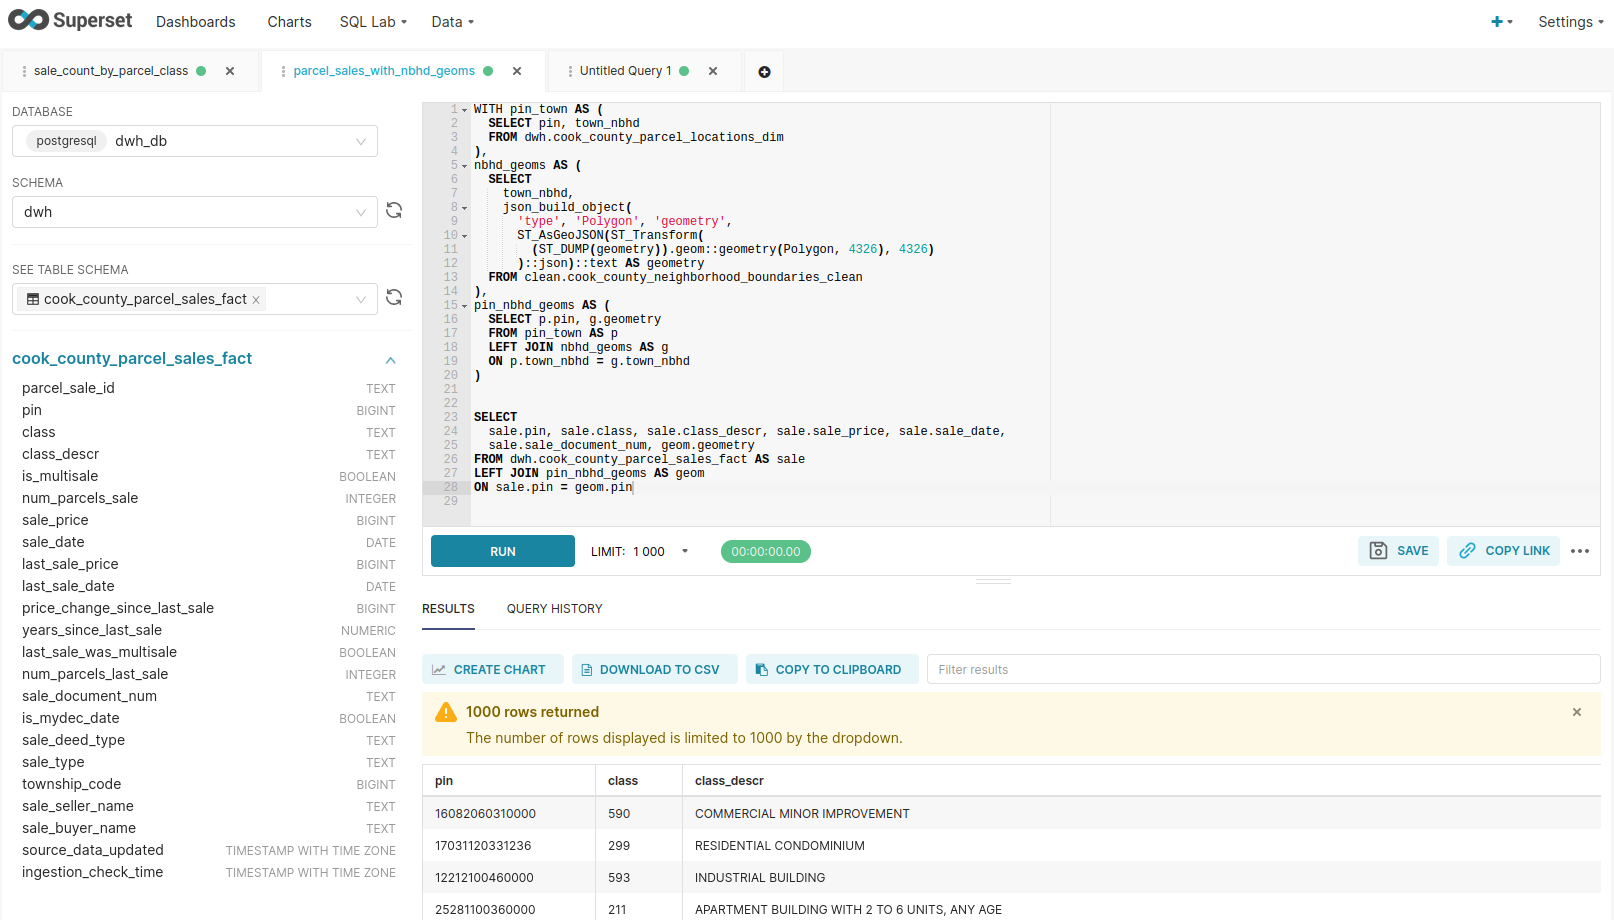 Superset Dashboards Charts SQL Lab Data Settings
sale_count_by_parcel_class parcel_sales_with_nbhd_geoms Untitled Query 1
DATABASE
postgresql dwh_db
SCHEMA
dwh
SEE TABLE SCHEMA
cook_county_parcel_sales_fact
cook_county_parcel_sales_fact
parcel_sale_id TEXT
pin BIGINT
class TEXT
class_descr TEXT
is_multisale BOOLEAN
num_parcels_sale INTEGER
sale_price BIGINT
sale_date DATE
last_sale_price BIGINT
last_sale_date DATE
price_change_since_last_sale BIGINT
years_since_last_sale NUMERIC
last_sale_was_multisale BOOLEAN
num_parcels_last_sale INTEGER
sale_document_num TEXT
is_mydec_date BOOLEAN
sale_deed_type TEXT
sale_type TEXT
township_code BIGINT
sale_seller_name TEXT
sale_buyer_name TEXT
source_data_updated TIMESTAMP WITH TIME ZONE
ingestion_check_time TIMESTAMP WITH TIME ZONE
1 WITH pin_town AS (
2 SELECT pin, town_nbhd
3 FROM dwh.cook_county_parcel_locations_dim
4 ),
5 nbhd_geoms AS (
6 SELECT
7 town_nbhd,
8 json_build_object(
9 'type', 'Polygon', 'geometry',
10 ST_AsGeoJSON(ST_Transform(
11 (ST_DUMP(geometry)).geom::geometry(Polygon, 4326), 4326)
12 )::json)::text AS geometry
13 FROM clean.cook_county_neighborhood_boundaries_clean
14 ),
15 pin_nbhd_geoms AS (
16 SELECT p.pin, g.geometry
17 FROM pin_town AS p
18 LEFT JOIN nbhd_geoms AS g
19 ON p.town_nbhd = g.town_nbhd
20 )
21
22
23 SELECT
24 sale.pin, sale.class, sale.class_descr, sale.sale_price, sale.sale_date,
25 sale.sale_document_num, geom.geometry
26 FROM dwh.cook_county_parcel_sales_fact AS sale
27 LEFT JOIN pin_nbhd_geoms AS geom
28 ON sale.pin = geom.pin
29
RUN LIMIT: 1 000 00:00:00.00 SAVE COPY LINK
RESULTS QUERY HISTORY
CREATE CHART DOWNLOAD TO CSV COPY TO CLIPBOARD Filter results
1000 rows returned
The number of rows displayed is limited to 1000 by the dropdown.
pin class class_descr
16082060310000 590 COMMERCIAL MINOR IMPROVEMENT
17031120331236 299 RESIDENTIAL CONDOMINIUM
12212100460000 593 INDUSTRIAL BUILDING
25281100360000 211 APARTMENT BUILDING WITH 2 TO 6 UNITS, ANY AGE